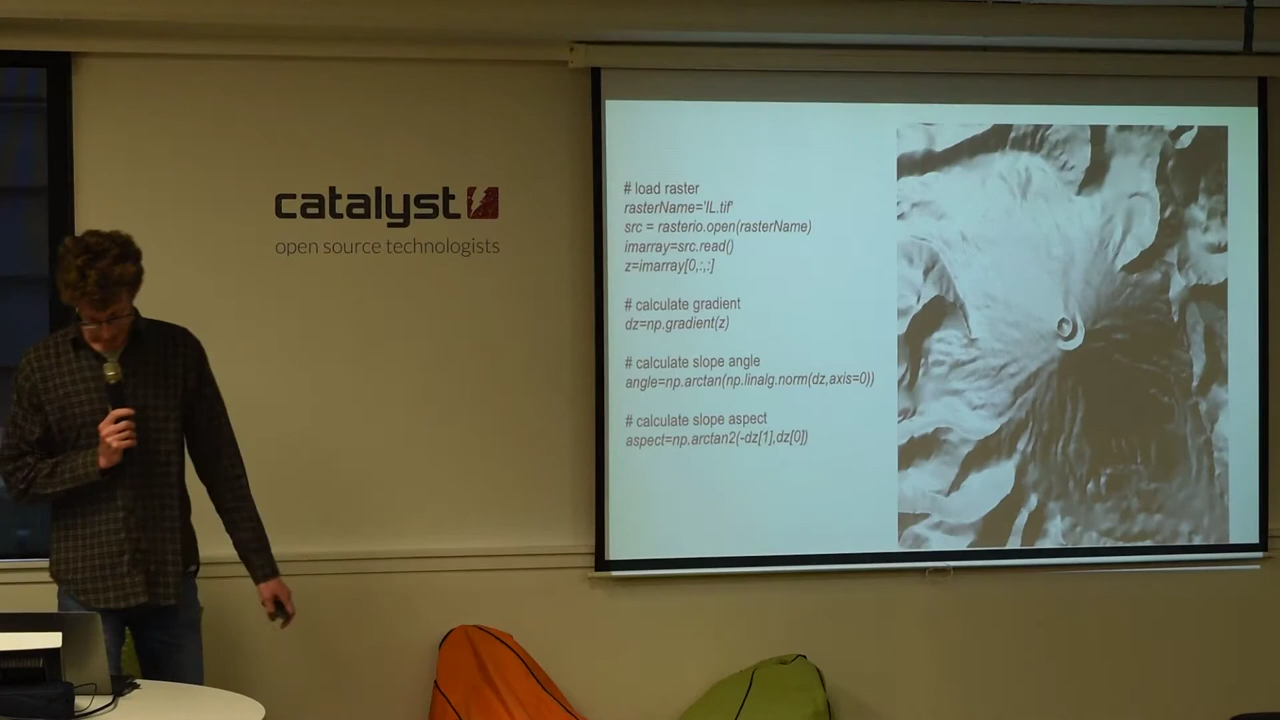 catalyst
open source technologists
# load raster
rasterName='IL.tif'
src = rasterio.open(rasterName)
imarray=src.read()
z=imarray[0,:,:]
# calculate gradient
dz=np.gradient(z)
# calculate slope angle
angle=np.arctan(np.linalg.norm(dz,axis=0))
# calculate slope aspect
aspect=np.arctan2(-dz[1],dz[0])